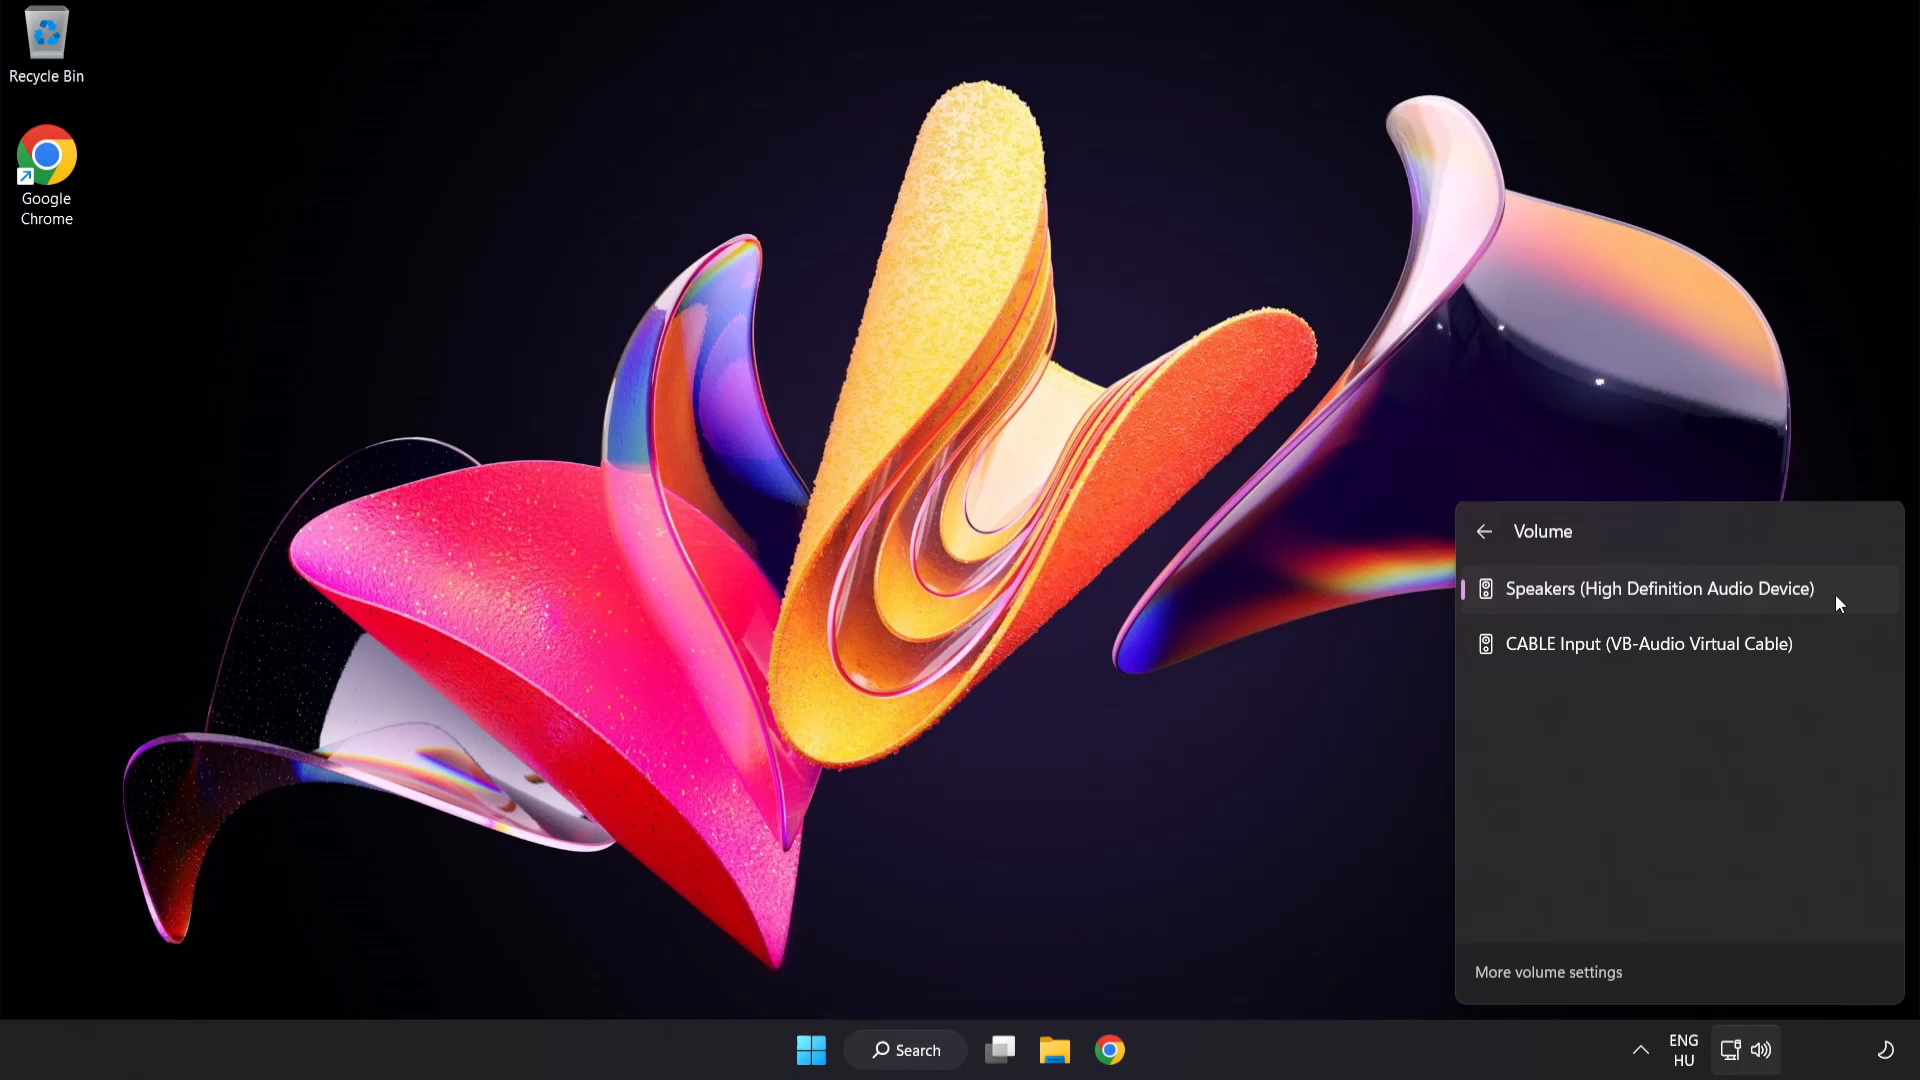 Recycle Bin
Google
Chrome
Volume
Speakers (High Definition Audio Device)
CABLE Input (VB-Audio Virtual Cable)
More volume settings
Search
ENG
HU